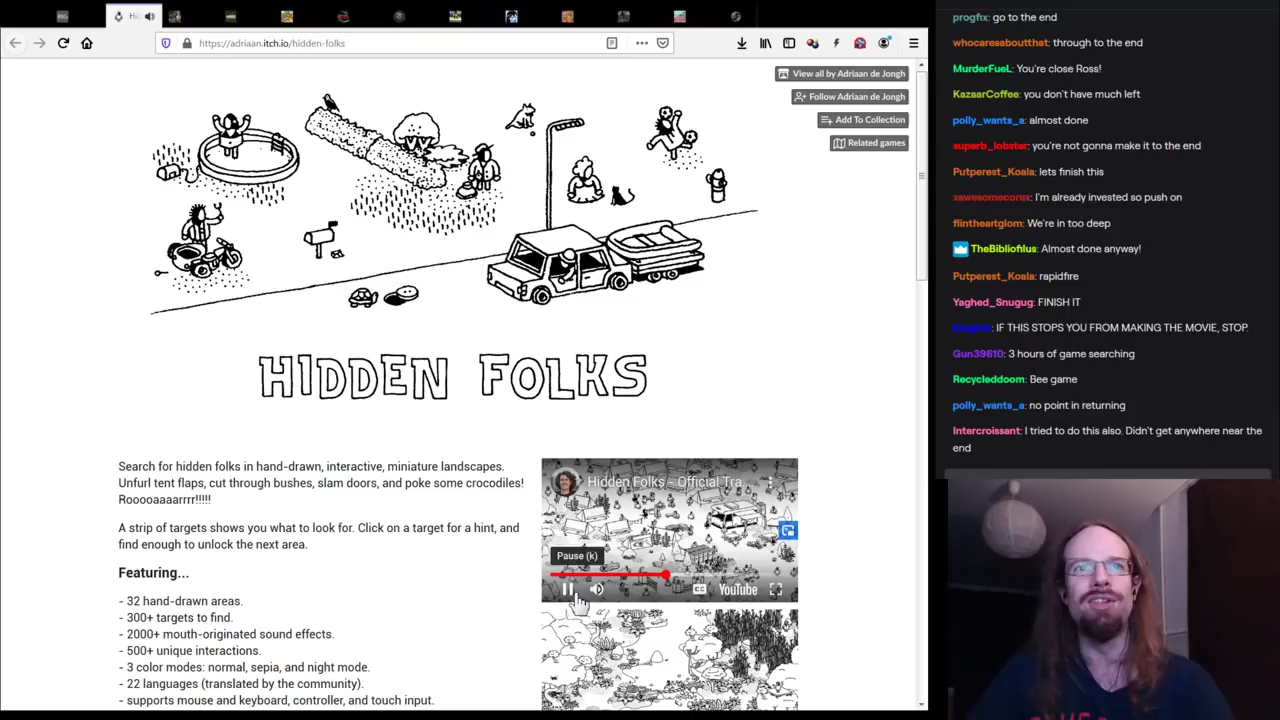 Hid
https://adriaan.itch.io/hidden-folks
View all by Adriaan de Jongh
Follow Adriaan de Jongh
Add To Collection
Related games
HIDDEN FOLKS
Search for hidden folks in hand-drawn, interactive, miniature landscapes.
Unfurl tent flaps, cut through bushes, slam doors, and poke some crocodiles!
Roooaaaarrrr!!!!!
A strip of targets shows you what to look for. Click on a target for a hint, and
find enough to unlock the next area.
Featuring...
- 32 hand-drawn areas.
- 300+ targets to find.
- 2000+ mouth-originated sound effects.
- 500+ unique interactions.
- 3 color modes: normal, sepia, and night mode.
- 22 languages (translated by the community).
- supports mouse and keyboard, controller, and touch input.
Hidden Folks - Official Tra...
Pause (k)
CC
YouTube
progfix: go to the end
whocaresaboutthat: through to the end
MurderFueL: You're close Ross!
KazaarCoffee: you don't have much left
polly_wants_a: almost done
superb_lobster: you're not gonna make it to the end
Putperest_Koala: lets finish this
xawesomecorex: I'm already invested so push on
flintheartglom: We're in too deep
TheBibliofilus: Almost done anyway!
Putperest_Koala: rapidfire
Yaghed_Snugug: FINISH IT
: IF THIS STOPS YOU FROM MAKING THE MOVIE, STOP.
Gun39610: 3 hours of game searching
Recycleddoom: Bee game
polly_wants_a: no point in returning
Intercroissant: I tried to do this also. Didn't get anywhere near the
end